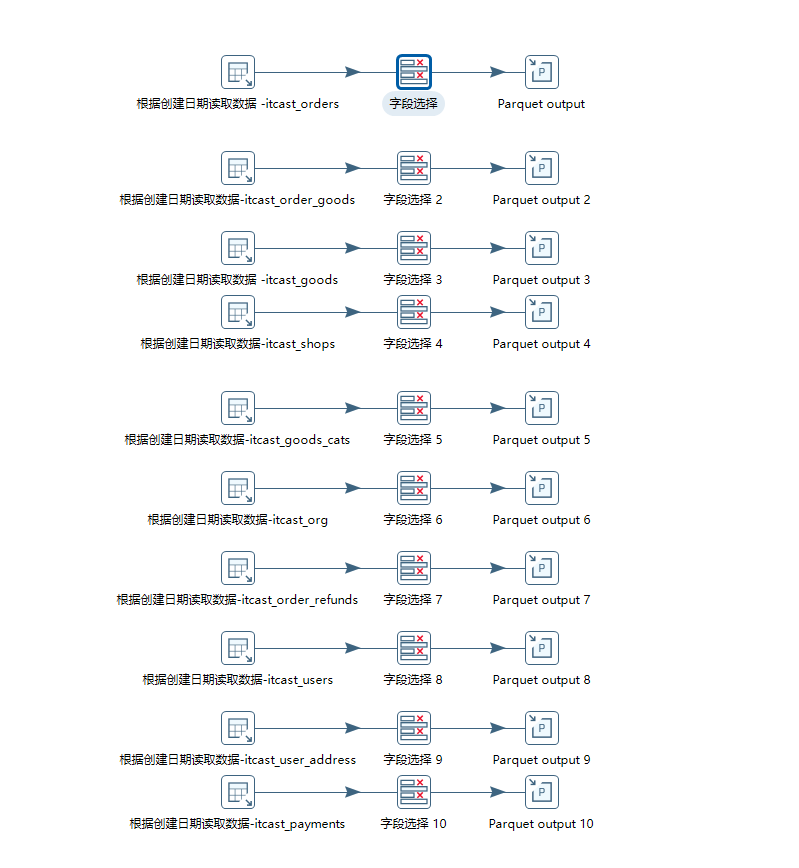 根据创建日期读取数据 -itcast_orders
字段选择
Parquet output
根据创建日期读取数据-itcast_order_goods
字段选择 2
Parquet output 2
根据创建日期读取数据 -itcast_goods
字段选择 3
Parquet output 3
根据创建日期读取数据-itcast_shops
字段选择 4
Parquet output 4
根据创建日期读取数据-itcast_goods_cats
字段选择 5
Parquet output 5
根据创建日期读取数据-itcast_org
字段选择 6
Parquet output 6
根据创建日期读取数据-itcast_order_refunds
字段选择 7
Parquet output 7
根据创建日期读取数据-itcast_users
字段选择 8
Parquet output 8
根据创建日期读取数据-itcast_user_address
字段选择 9
Parquet output 9
根据创建日期读取数据-itcast_payments
字段选择 10
Parquet output 10